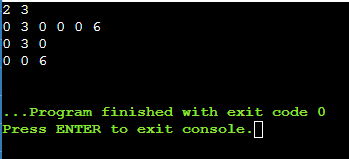 2 3
0 3 0 0 0 6
0 3 0
0 0 6
...Program finished with exit code 0
Press ENTER to exit console.